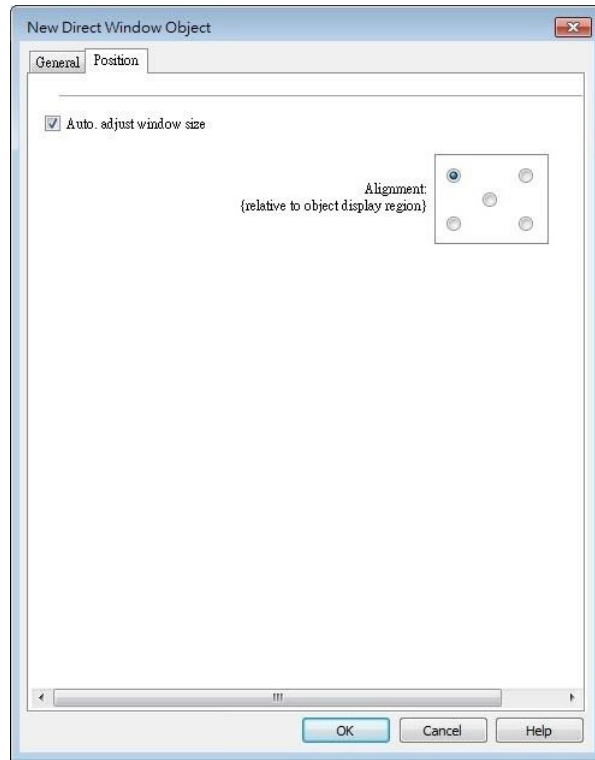 New Direct Window Object
General Position
Auto. adjust window size
Alignment:
{relative to object display region}
OK Cancel Help